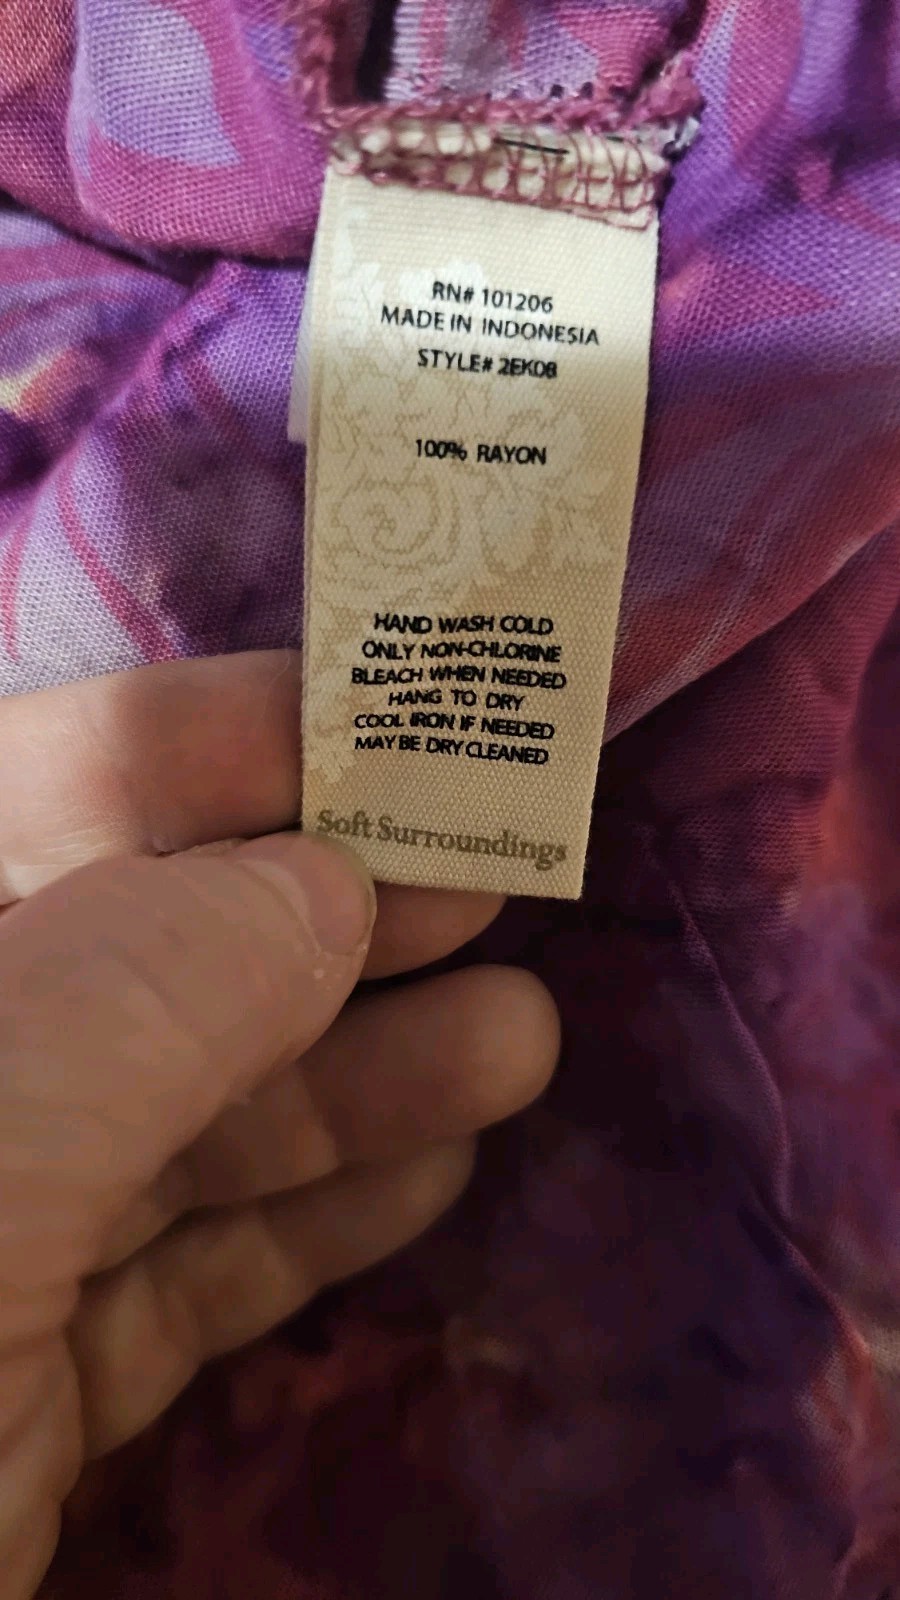 RN# 101206
MADE IN INDONESIA
STYLE# 2EK08
100% RAYON
HAND WASH COLD
ONLY NON-CHLORINE
BLEACH WHEN NEEDED
HANG TO DRY
COOL IRON IF NEEDED
MAY BE DRY CLEANED
Soft Surroundings